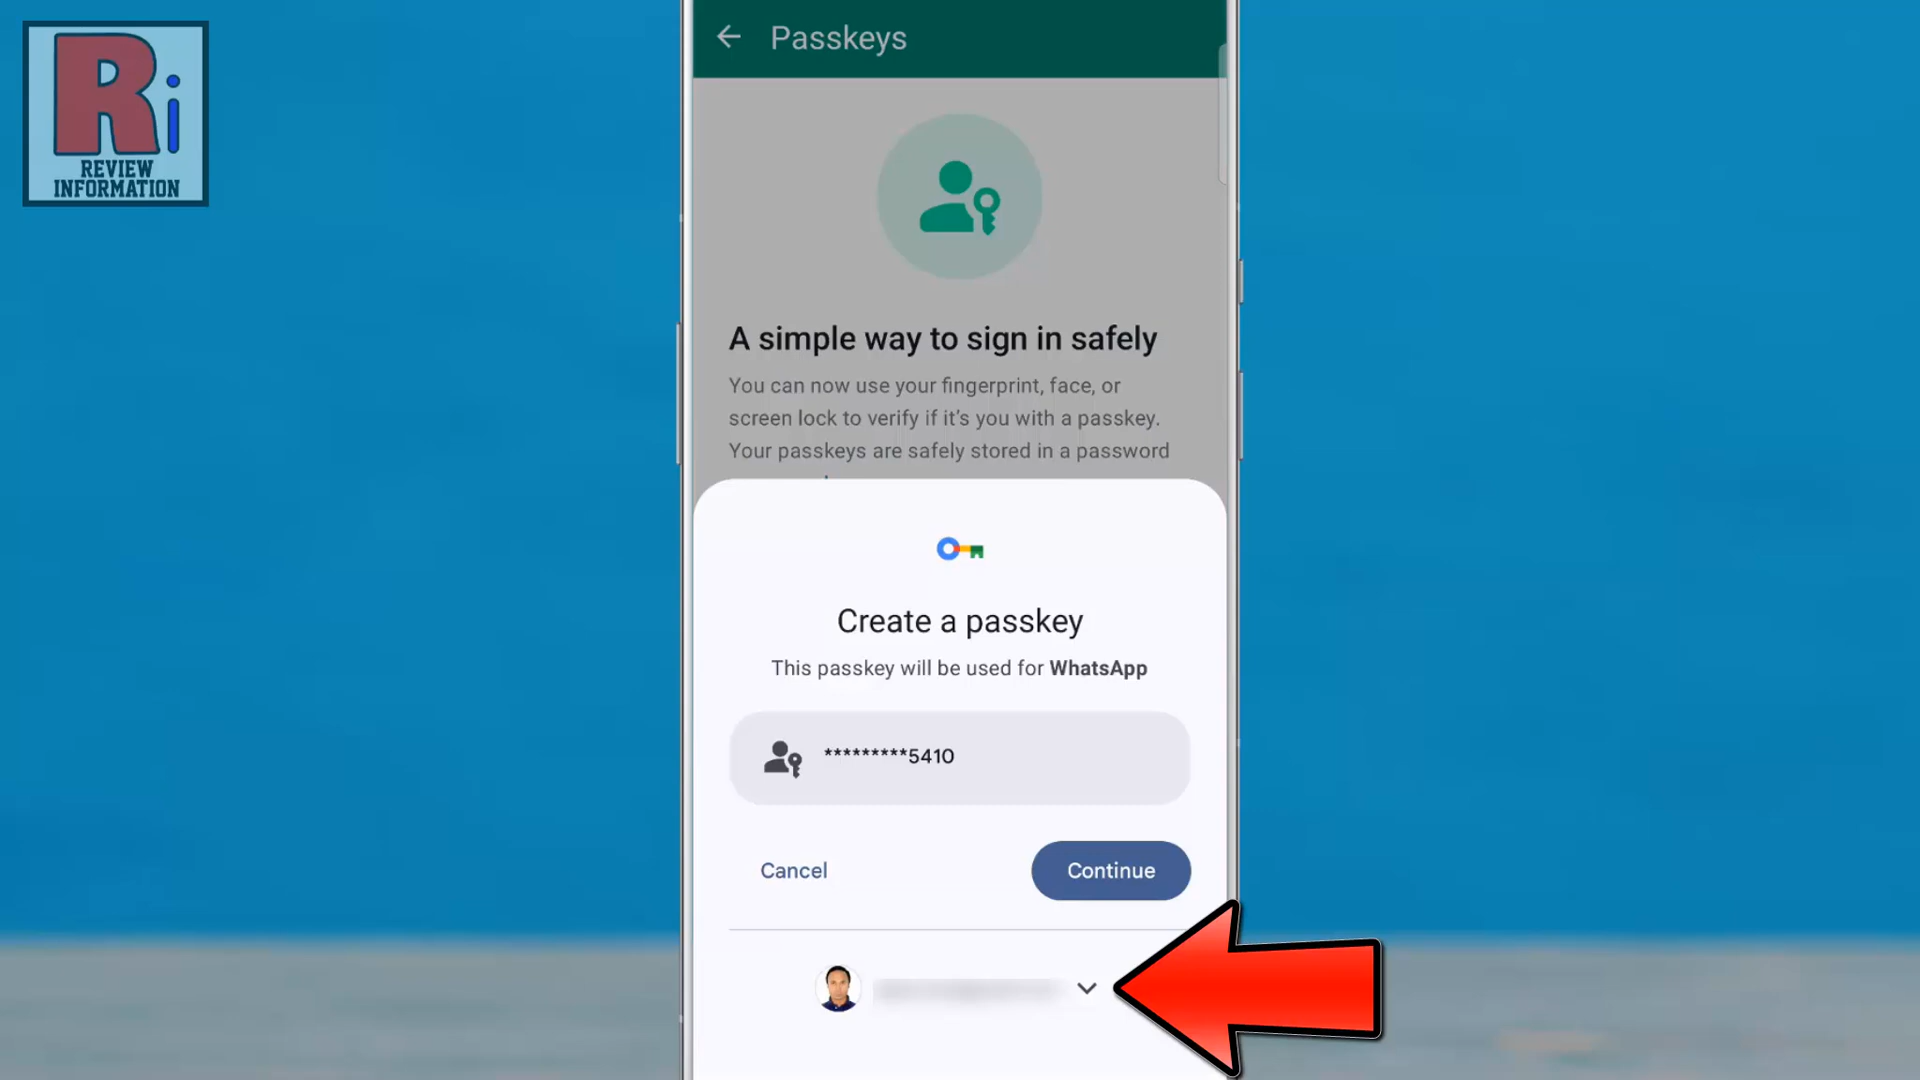 Ri
REVIEW
INFORMATION
Passkeys
A simple way to sign in safely
You can now use your fingerprint, face, or
screen lock to verify if it's you with a passkey.
Your passkeys are safely stored in a password
Create a passkey
This passkey will be used for WhatsApp
*********5410
Cancel
Continue